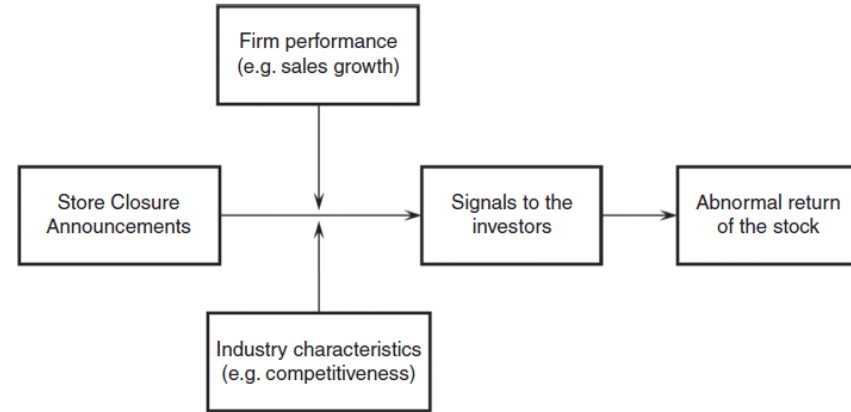 Firm performance
(e.g. sales growth)
Store Closure
Announcements
Signals to the
investors
Abnormal return
of the stock
Industry characteristics
(e.g. competitiveness)